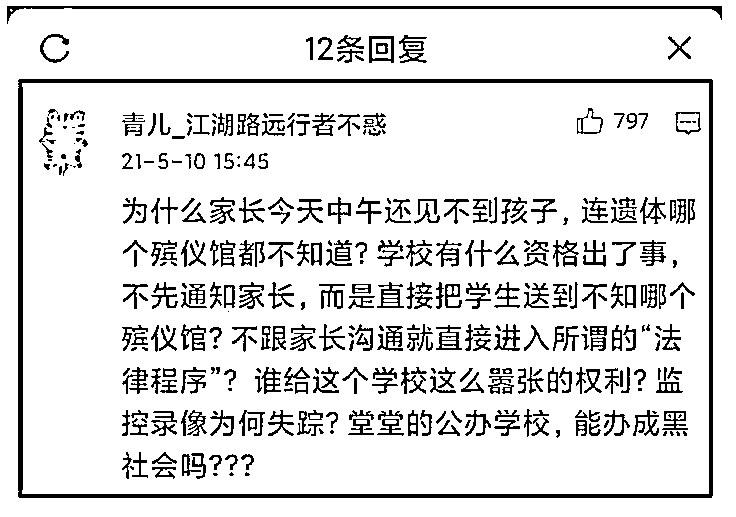 12条回复
青儿_江湖路远行者不惑
797
21-5-10 15:45
为什么家长今天中午还见不到孩子，连遗体哪
个殡仪馆都不知道？学校有什么资格出了事，
不先通知家长，而是直接把学生送到不知哪个
殡仪馆？不跟家长沟通就直接进入所谓的“法
律程序”？ 谁给这个学校这么嚣张的权利？监
控录像为何失踪？堂堂的公办学校，能办成黑
社会吗???